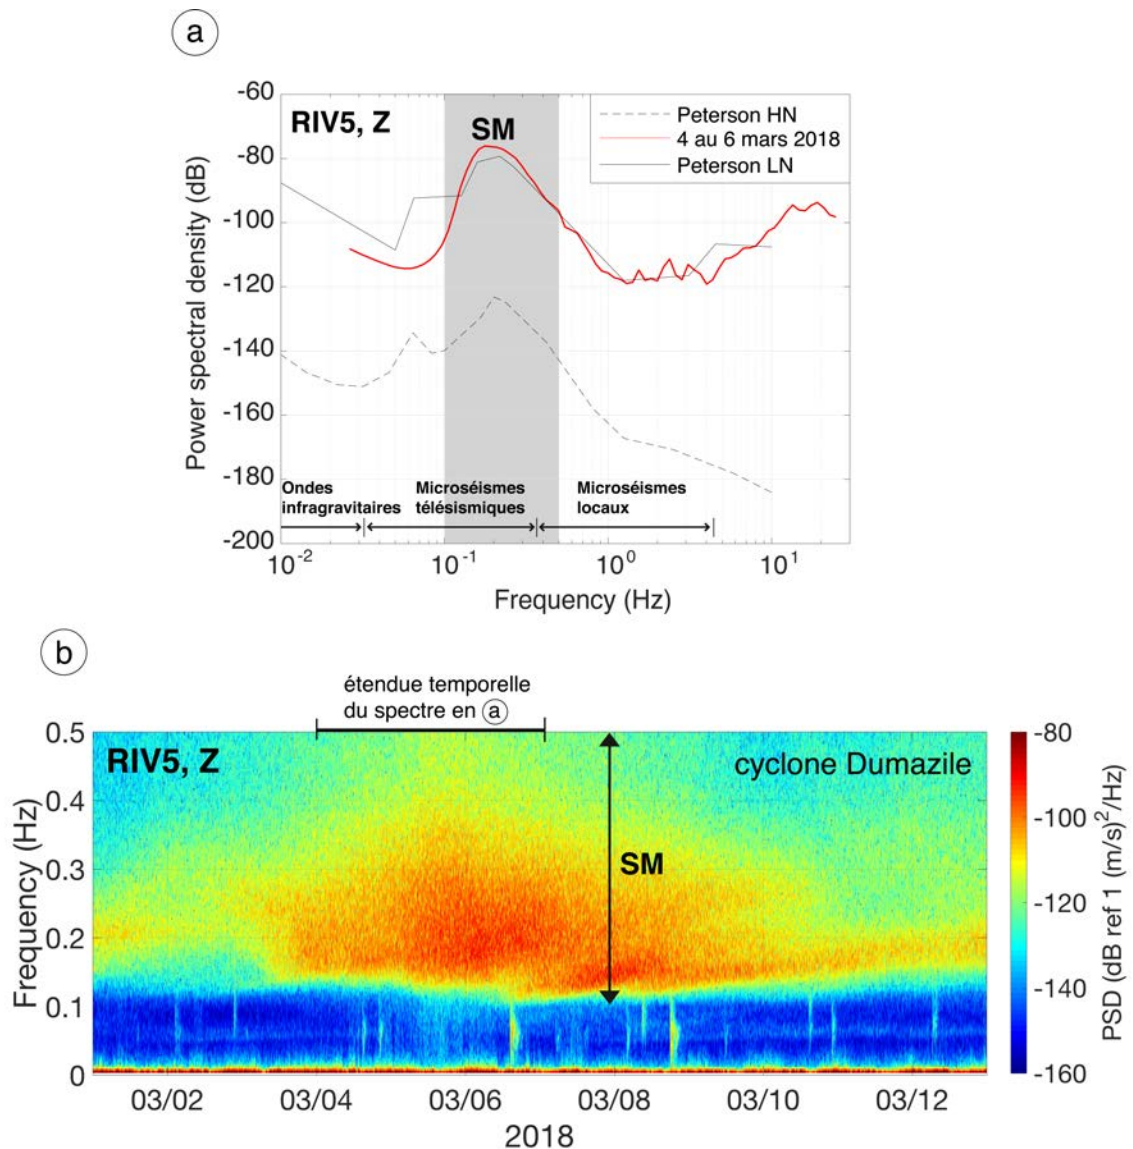 a
-60
-80
-100
-120
-140
-160
-180
-200
Power spectral density (dB)
RIV5, Z
SM
Peterson HN
4 au 6 mars 2018
Peterson LN
Ondes
infragravitaires
Microséismes
télésismiques
Microséismes
locaux
10-2
10-1
100
101
Frequency (Hz)
b
étendue temporelle
du spectre en a
0.5
0.4
0.3
0.2
0.1
0
Frequency (Hz)
RIV5, Z
cyclone Dumazile
SM
03/02
03/04
03/06
03/08
03/10
03/12
2018
-80
-100
-120
-140
-160
PSD (dB ref 1 (m/s)²/Hz)